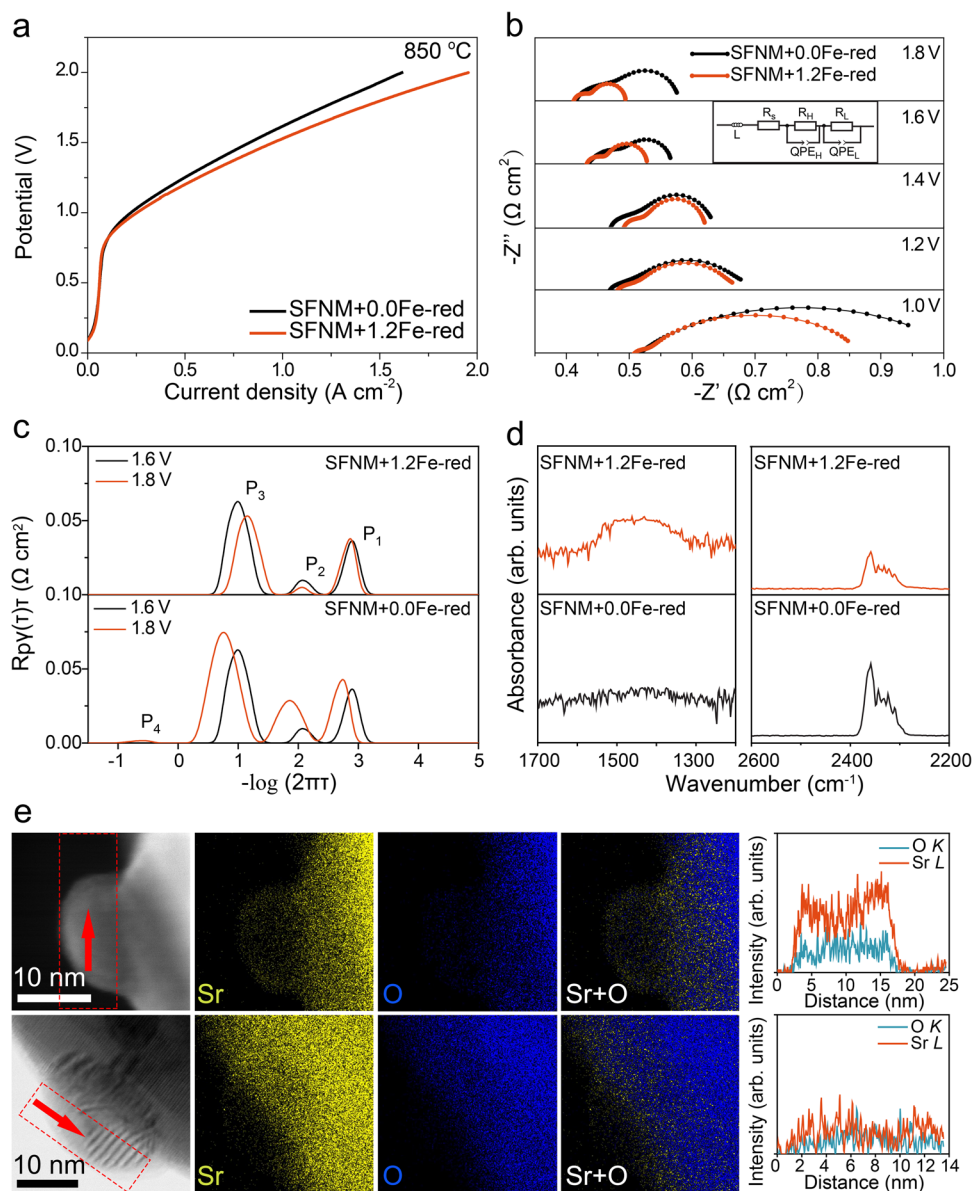 a
850 °C
2.0
1.5
1.0
0.5
0.0
Potential (V)
SFNM+0.0Fe-red
SFNM+1.2Fe-red
0.0 0.5 1.0 1.5 2.0
Current density (A cm-2)
b
SFNM+0.0Fe-red
SFNM+1.2Fe-red
1.8 V
1.6 V
L
Rs
RH
RL
QPEH
QPEL
1.4 V
1.2 V
1.0 V
-Z'' (Ω cm2)
0.4 0.5 0.6 0.7 0.8 0.9 1.0
-Z' (Ω cm2)
c
0.10
0.05
0.10
0.05
0.00
Rpγ(τ)τ (Ω cm2)
1.6 V
1.8 V
SFNM+1.2Fe-red
P3
P2
P1
1.6 V
1.8 V
SFNM+0.0Fe-red
P4
-1 0 1 2 3 4 5
-log (2πτ)
d
Absorbance (arb. units)
SFNM+1.2Fe-red
SFNM+1.2Fe-red
SFNM+0.0Fe-red
SFNM+0.0Fe-red
1700 1500 1300
2600 2400 2200
Wavenumber (cm-1)
e
10 nm
Sr
O
Sr+O
Intensity (arb. units)
O K
Sr L
0 5 10 15 20 25
Distance (nm)
10 nm
Sr
O
Sr+O
Intensity (arb. units)
O K
Sr L
0 2 4 6 8 10 12 14
Distance (nm)